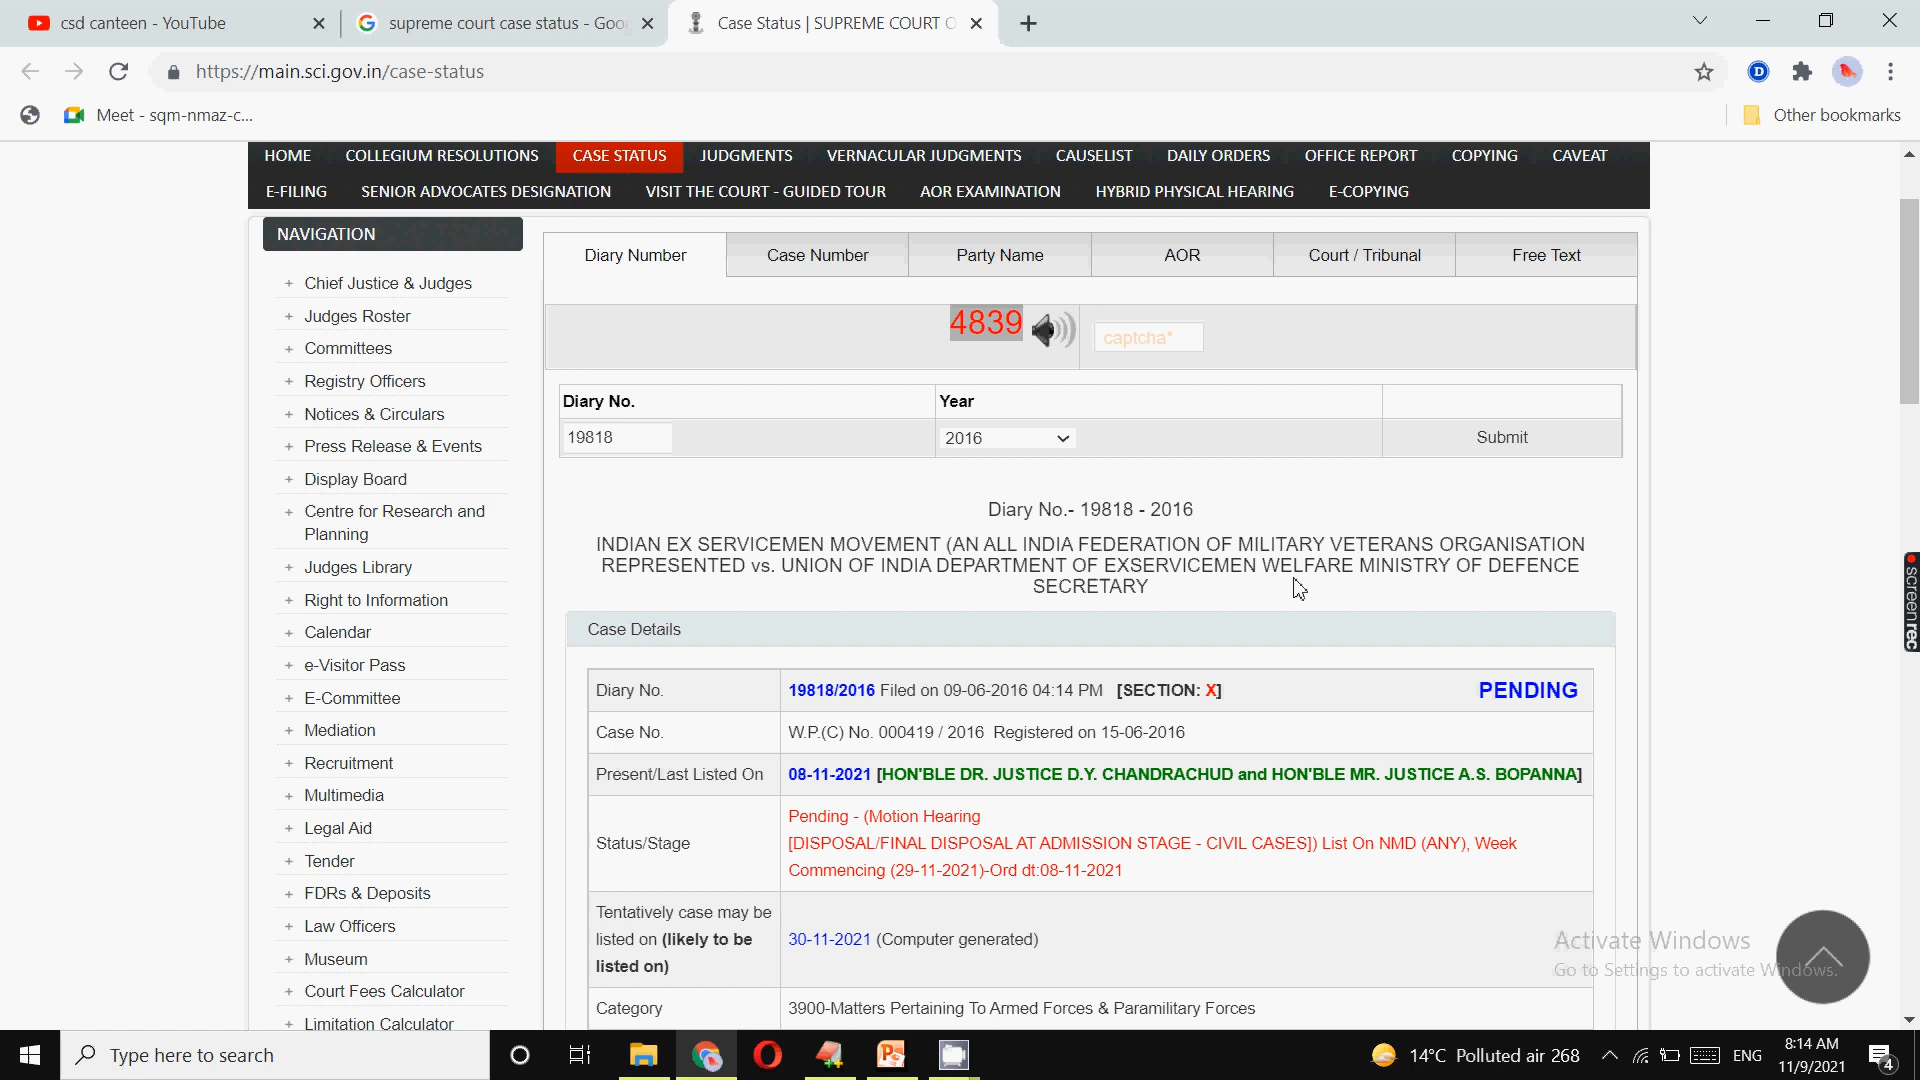 csd canteen - YouTube
supreme court case status - Goo
Case Status | SUPREME COURT O
https://main.sci.gov.in/case-status
Meet - sqm-nmaz-c...
Other bookmarks
HOME COLLEGIUM RESOLUTIONS CASE STATUS JUDGMENTS VERNACULAR JUDGMENTS CAUSELIST DAILY ORDERS OFFICE REPORT COPYING CAVEAT
E-FILING SENIOR ADVOCATES DESIGNATION VISIT THE COURT - GUIDED TOUR AOR EXAMINATION HYBRID PHYSICAL HEARING E-COPYING
NAVIGATION
+ Chief Justice & Judges
+ Judges Roster
+ Committees
+ Registry Officers
+ Notices & Circulars
+ Press Release & Events
+ Display Board
+ Centre for Research and
Planning
+ Judges Library
+ Right to Information
+ Calendar
+ e-Visitor Pass
+ E-Committee
+ Mediation
+ Recruitment
+ Multimedia
+ Legal Aid
+ Tender
+ FDRs & Deposits
+ Law Officers
+ Museum
+ Court Fees Calculator
+ Limitation Calculator
Diary Number Case Number Party Name AOR Court / Tribunal Free Text
4839 captcha*
Diary No. Year
19818 2016 Submit
Diary No.- 19818 - 2016
INDIAN EX SERVICEMEN MOVEMENT (AN ALL INDIA FEDERATION OF MILITARY VETERANS ORGANISATION
REPRESENTED vs. UNION OF INDIA DEPARTMENT OF EXSERVICEMEN WELFARE MINISTRY OF DEFENCE
SECRETARY
Case Details
Diary No. 19818/2016 Filed on 09-06-2016 04:14 PM [SECTION: X] PENDING
Case No. W.P.(C) No. 000419 / 2016 Registered on 15-06-2016
Present/Last Listed On 08-11-2021 [HON'BLE DR. JUSTICE D.Y. CHANDRACHUD and HON'BLE MR. JUSTICE A.S. BOPANNA]
Status/Stage
Pending - (Motion Hearing
[DISPOSAL/FINAL DISPOSAL AT ADMISSION STAGE - CIVIL CASES]) List On NMD (ANY), Week
Commencing (29-11-2021)-Ord dt:08-11-2021
Tentatively case may be
listed on (likely to be
listed on)
30-11-2021 (Computer generated)
Category 3900-Matters Pertaining To Armed Forces & Paramilitary Forces
screenrec
Activate Windows
Go to Settings to activate Windows.
Type here to search
14°C Polluted air 268
ENG
8:14 AM
11/9/2021
4